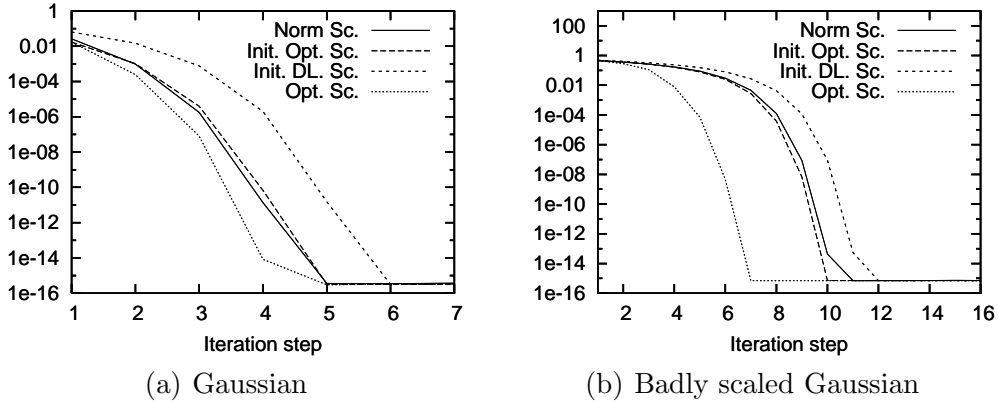 1
0.01
1e-04
1e-06
1e-08
1e-10
1e-12
1e-14
1e-16
1 2 3 4 5 6 7
Iteration step
Norm Sc.
Init. Opt. Sc.
Init. DL. Sc.
Opt. Sc.
(a) Gaussian
100
1
0.01
1e-04
1e-06
1e-08
1e-10
1e-12
1e-14
1e-16
2 4 6 8 10 12 14 16
Iteration step
Norm Sc.
Init. Opt. Sc.
Init. DL. Sc.
Opt. Sc.
(b) Badly scaled Gaussian